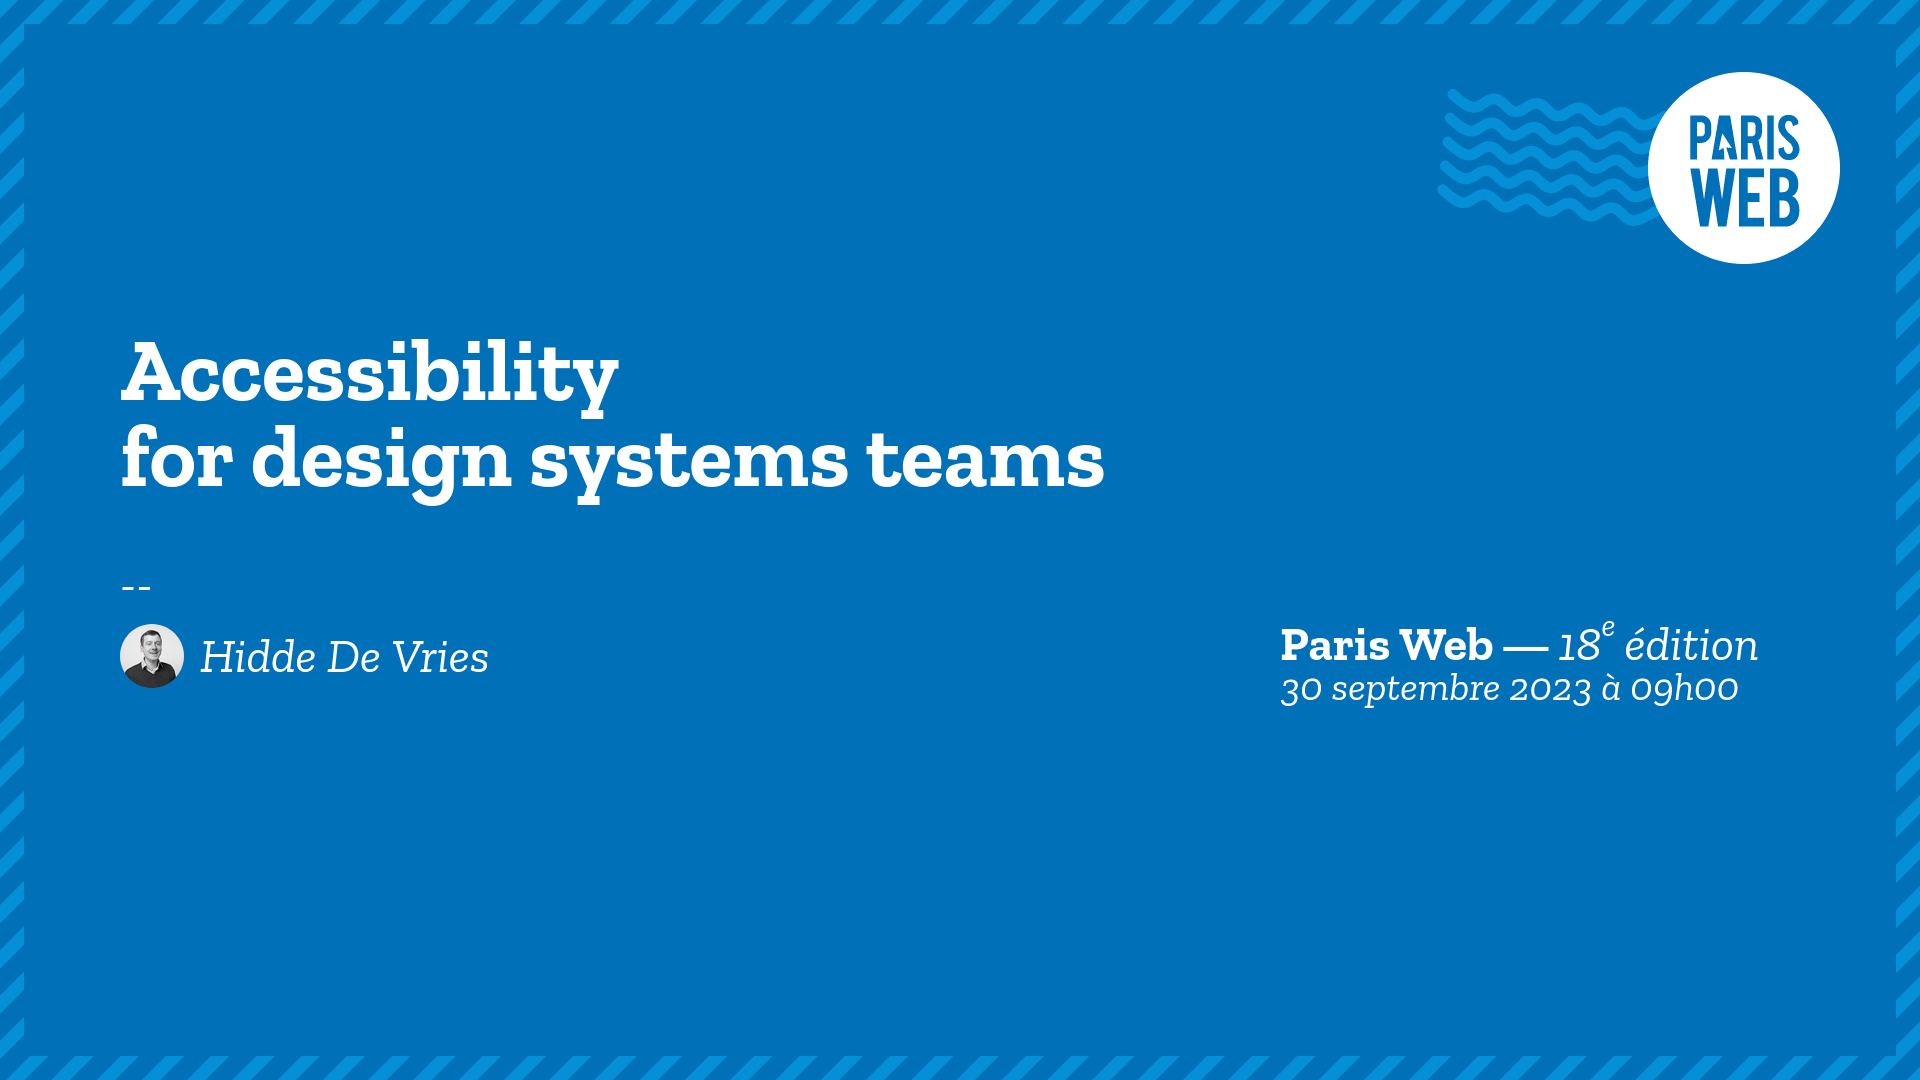 PARIS
WEB
Accessibility
for design systems teams
--
Hidde De Vries
Paris Web — 18e édition
30 septembre 2023 à 09h00